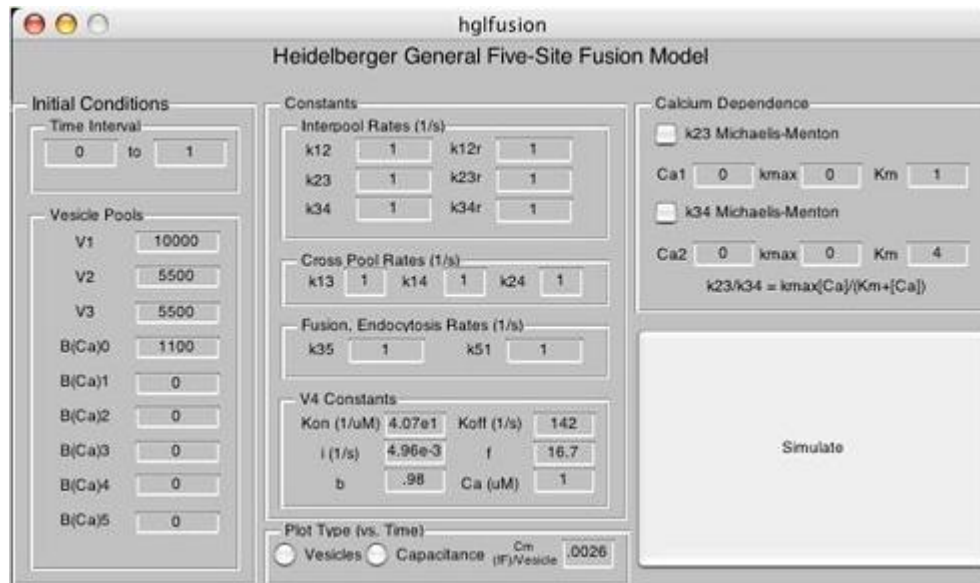 hglfusion
Heidelberger General Five-Site Fusion Model
Initial Conditions
Time Interval
0 to 1
Vesicle Pools
V1 10000
V2 5500
V3 5500
B(Ca)0 1100
B(Ca)1 0
B(Ca)2 0
B(Ca)3 0
B(Ca)4 0
B(Ca)5 0
Constants
Interpool Rates (1/s)
k12 1 k12r 1
k23 1 k23r 1
k34 1 k34r 1
Cross Pool Rates (1/s)
k13 1 k14 1 k24 1
Fusion, Endocytosis Rates (1/s)
k35 1 k51 1
V4 Constants
Kon (1/uM) 4.07e1 Koff (1/s) 142
i (1/s) 4.96e-3 f 16.7
b .98 Ca (uM) 1
Plot Type (vs. Time)
Vesicles Capacitance Cm (fF)/Vesicle .0026
Calcium Dependence
k23 Michaelis-Menton
Ca1 0 kmax 0 Km 1
k34 Michaelis-Menton
Ca2 0 kmax 0 Km 4
k23/k34 = kmax[Ca]/(Km+[Ca])
Simulate